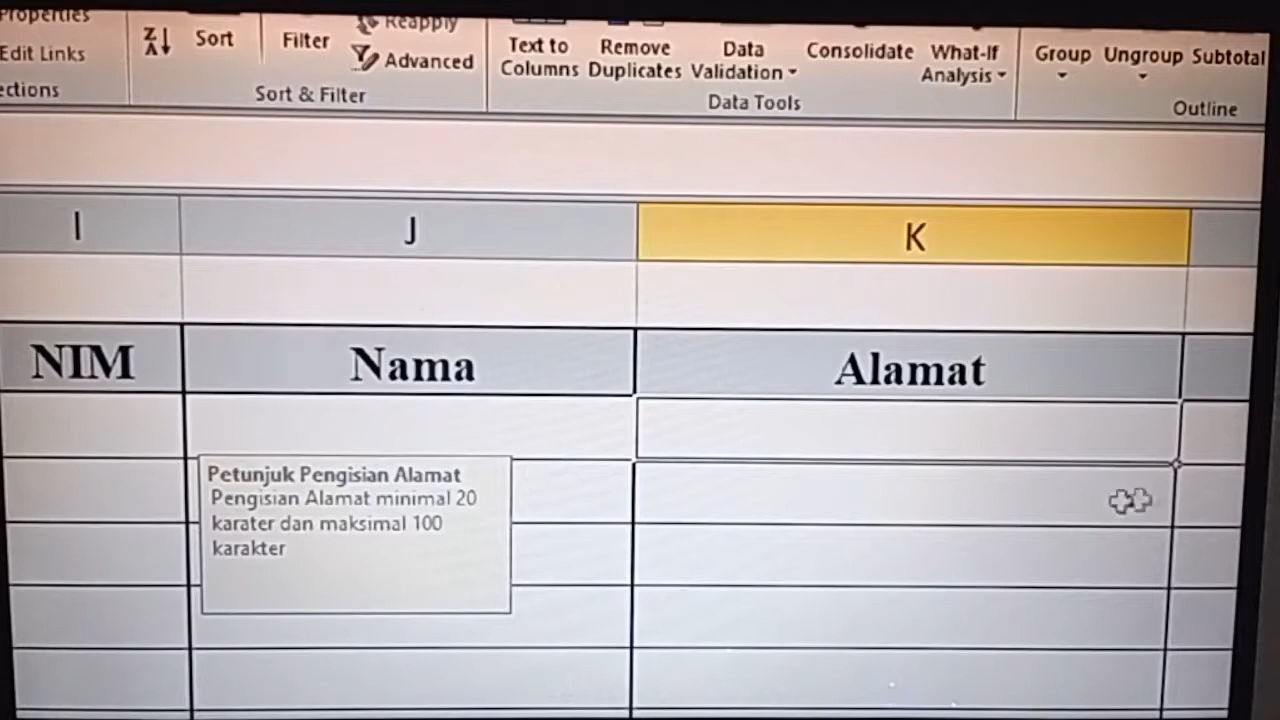 Properties
Edit Links
ections
Sort
Filter
Reapply
Advanced
Sort & Filter
Text to Columns
Remove Duplicates
Data Validation
Consolidate
What-If Analysis
Data Tools
Group
Ungroup
Subtotal
Outline
I
J
K
NIM
Nama
Alamat
Petunjuk Pengisian Alamat
Pengisian Alamat minimal 20
karater dan maksimal 100
karakter